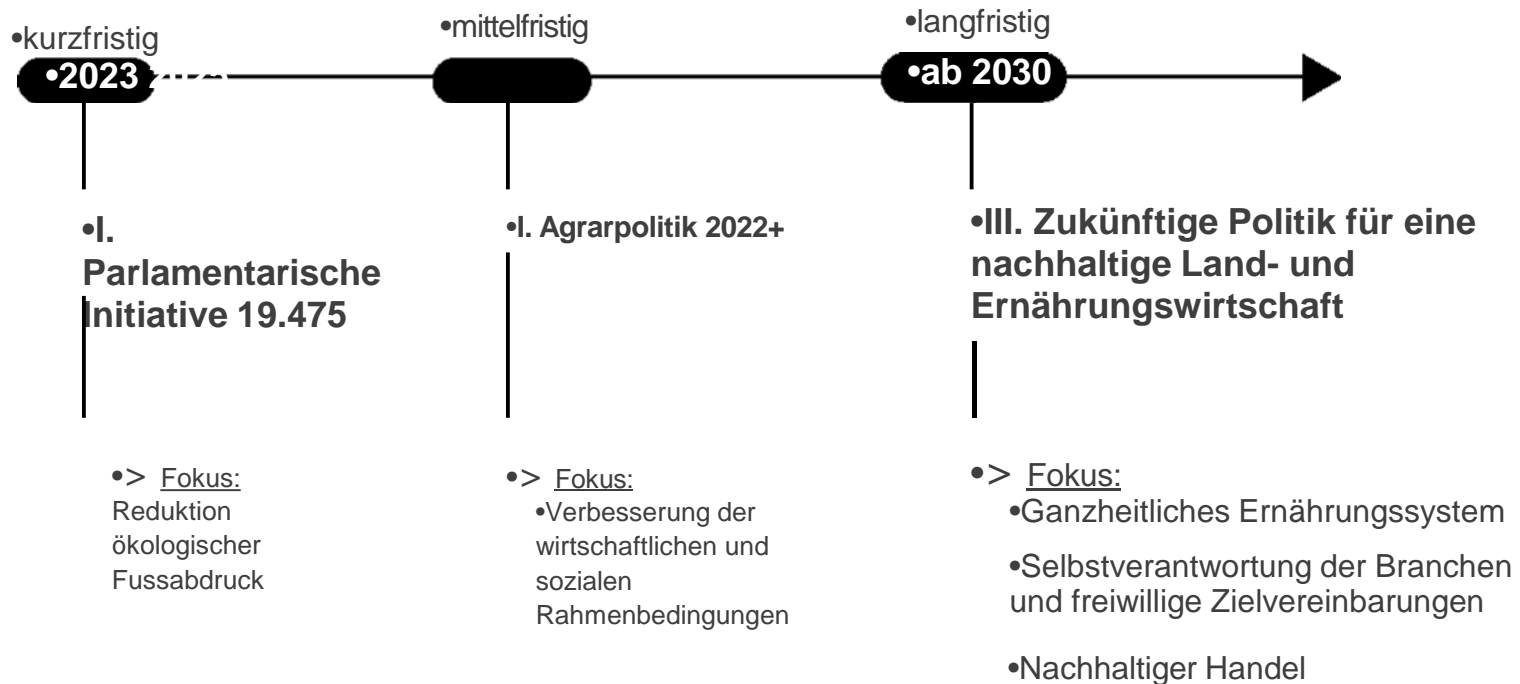 •kurzfristig
•mittelfristig
•langfristig
•2023
•ab 2030
•I.
Parlamentarische
Initiative 19.475
•I. Agrarpolitik 2022+
•III. Zukünftige Politik für eine
nachhaltige Land- und
Ernährungswirtschaft
•> Fokus:
Reduktion
ökologischer
Fussabdruck
•> Fokus:
•Verbesserung der
wirtschaftlichen und
sozialen
Rahmenbedingungen
•> Fokus:
•Ganzheitliches Ernährungssystem
•Selbstverantwortung der Branchen
und freiwillige Zielvereinbarungen
•Nachhaltiger Handel